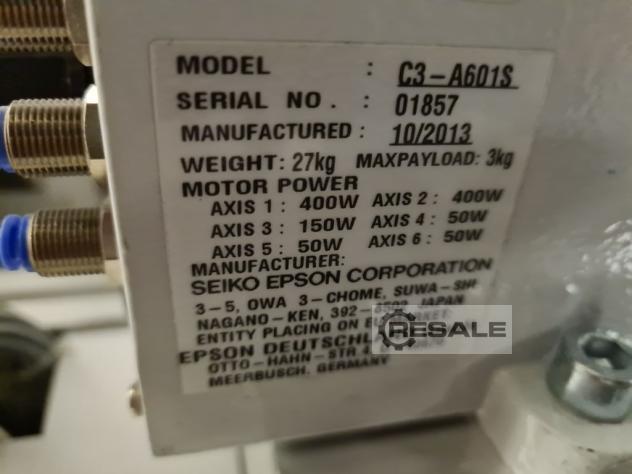 MODEL : C3-A601S
SERIAL NO. : 01857
MANUFACTURED : 10/2013
WEIGHT: 27kg MAXPAYLOAD: 3kg
MOTOR POWER
AXIS 1 : 400W AXIS 2 : 400W
AXIS 3 : 150W AXIS 4 : 50W
AXIS 5 : 50W AXIS 6 : 50W
MANUFACTURER:
SEIKO EPSON CORPORATION
3-5, OWA 3-CHOME, SUWA-SHI
NAGANO-KEN, 392-8502, JAPAN
ENTITY PLACING ON
RESALE
EPSON
OTTO-HAHN-STR.4
MEERBUSCH, GERMANY